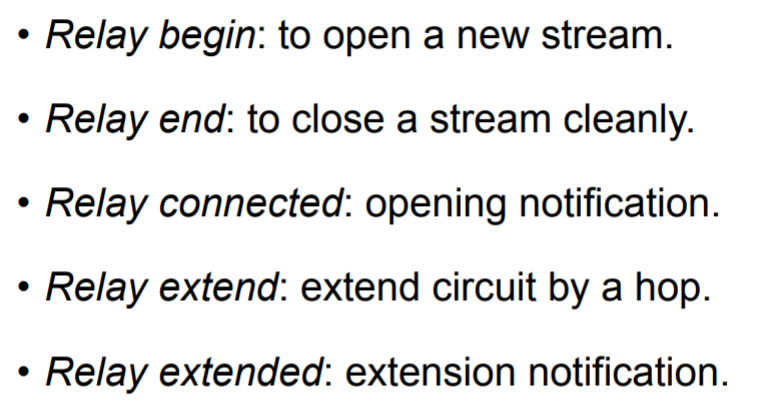 • Relay begin: to open a new stream.
• Relay end: to close a stream cleanly.
• Relay connected: opening notification.
• Relay extend: extend circuit by a hop.
• Relay extended: extension notification.